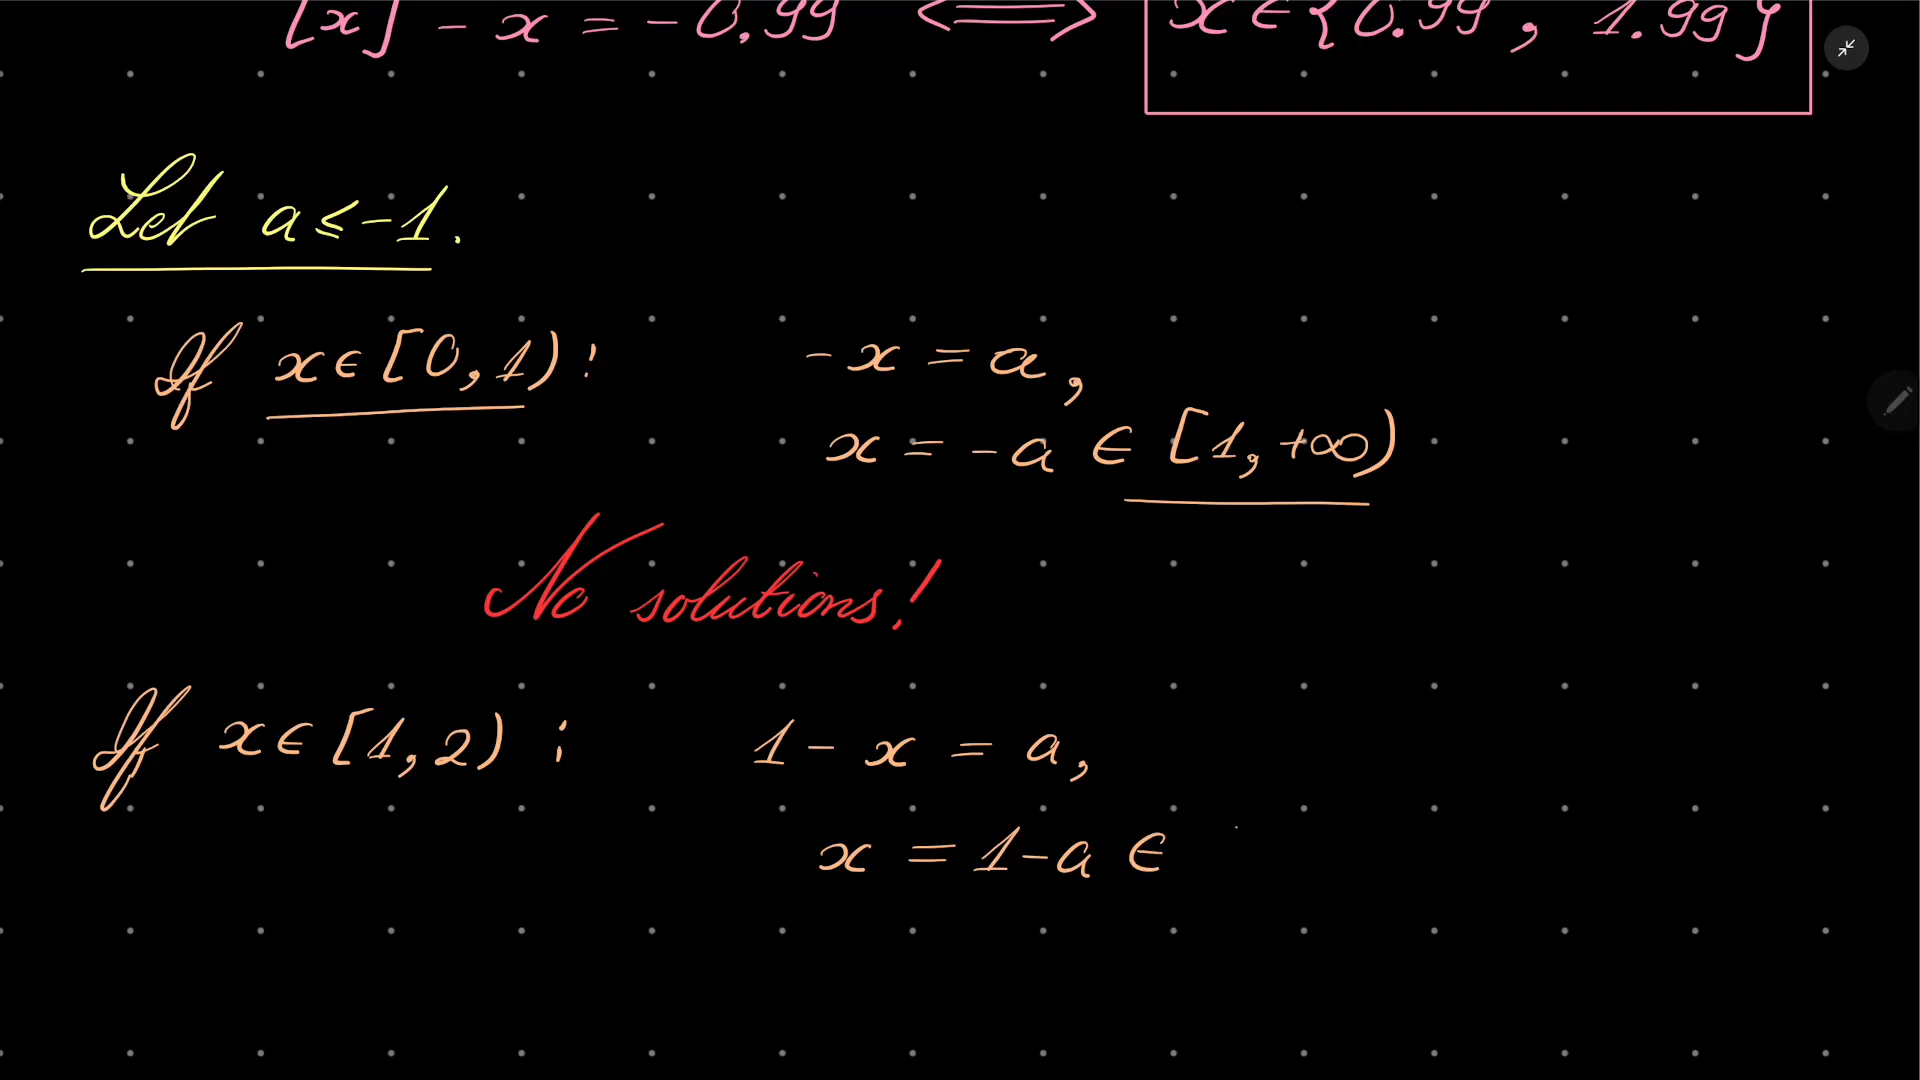 [x] - x = -0.99 <=> x ∈ {0.99, 1.99}
Let a ≤ -1.
If x ∈ [0, 1) : -x = a,
x = -a ∈ [1, +∞)
No solutions!
If x ∈ [1, 2) : 1 - x = a,
x = 1 - a ∈